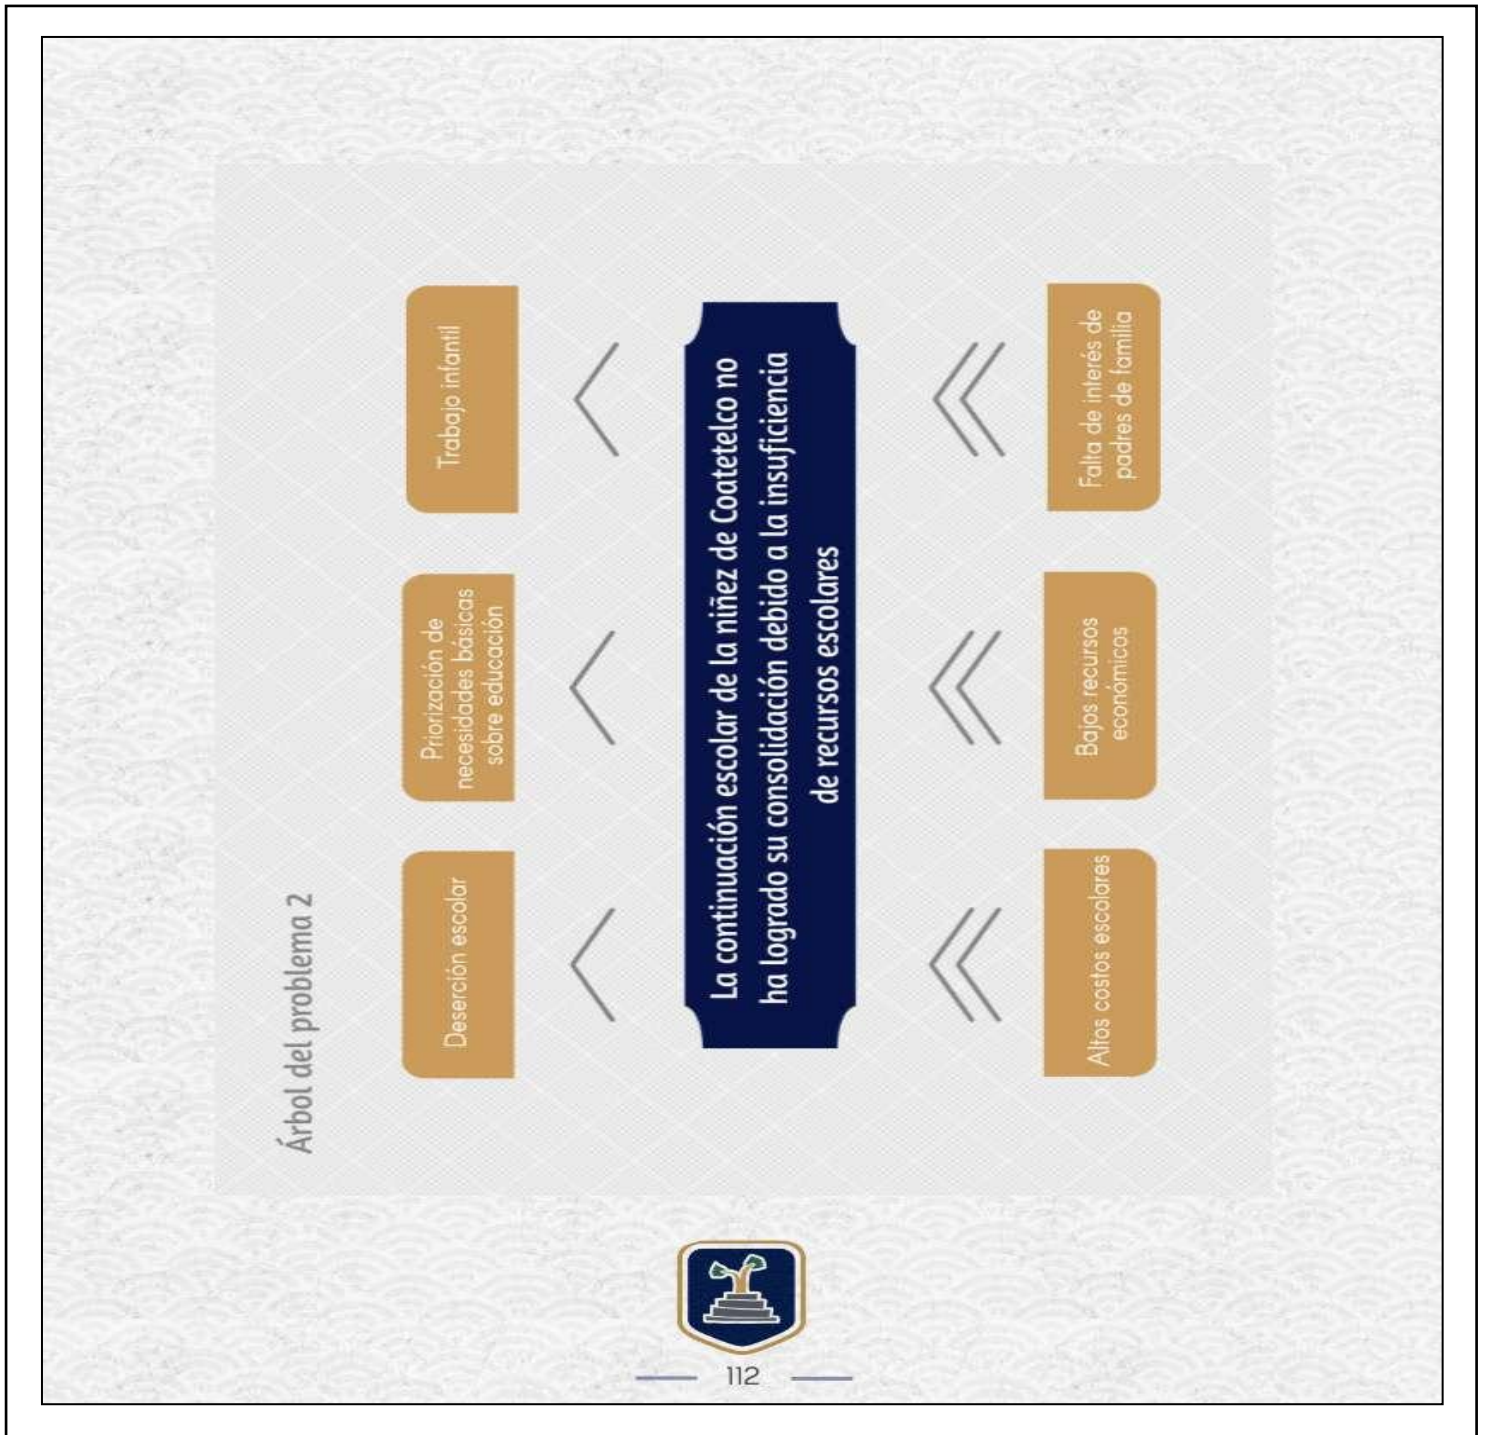 Árbol del problema 2
Deserción escolar
Priorización de
necesidades básicas
sobre educación
Trabajo infantil
La continuación escolar de la niñez de Coatetelco no
ha logrado su consolidación debido a la insuficiencia
de recursos escolares
Altos costos escolares
Bajos recursos
económicos
Falta de interés de
padres de familia
112